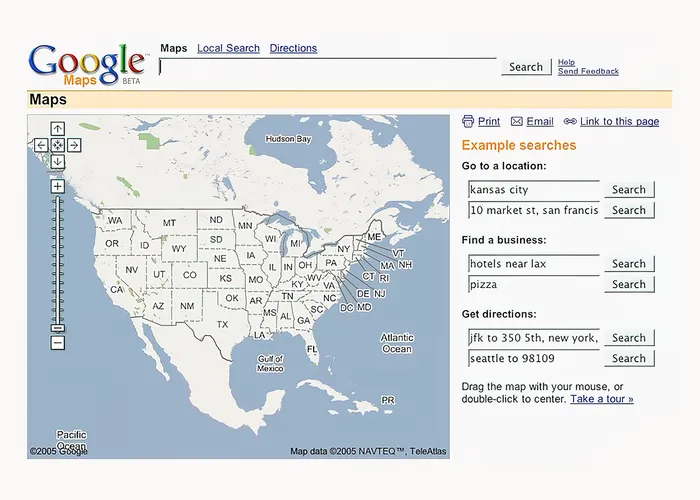 Google™
Maps BETA
Maps Local Search Directions
Search
Help
Send Feedback
Maps
Print Email Link to this page
Example searches
Go to a location:
kansas city Search
10 market st, san francis Search
Find a business:
hotels near lax Search
pizza Search
Get directions:
jfk to 350 5th, new york, Search
seattle to 98109 Search
Drag the map with your mouse, or
double-click to center. Take a tour »
Hudson Bay
WA MT ND MN ME
OR ID WY SD WI MI NY VT
NH
NV UT CO NE IA IL IN OH PA MA
RI
CA KS KY WV VA CT
AZ NM OK AR TN NC DE NJ
TX MS AL GA SC DC MD
LA
FL
Atlantic
Ocean
Gulf of
Mexico
PR
Pacific
Ocean
©2005 Google Map data ©2005 NAVTEQ™, TeleAtlas